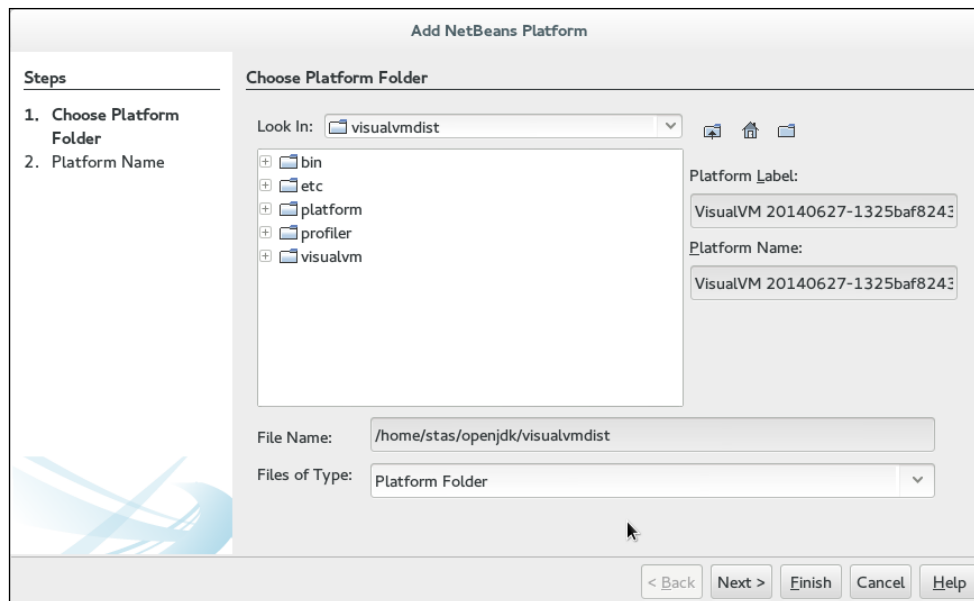 Add NetBeans Platform
Steps
1. Choose Platform
Folder
2. Platform Name
Choose Platform Folder
Look In: visualvmdist
bin
etc
platform
profiler
visualvm
Platform Label:
VisualVM 20140627-1325baf8243
Platform Name:
VisualVM 20140627-1325baf8243
File Name: /home/stas/openjdk/visualvmdist
Files of Type: Platform Folder
< Back Next > Finish Cancel Help